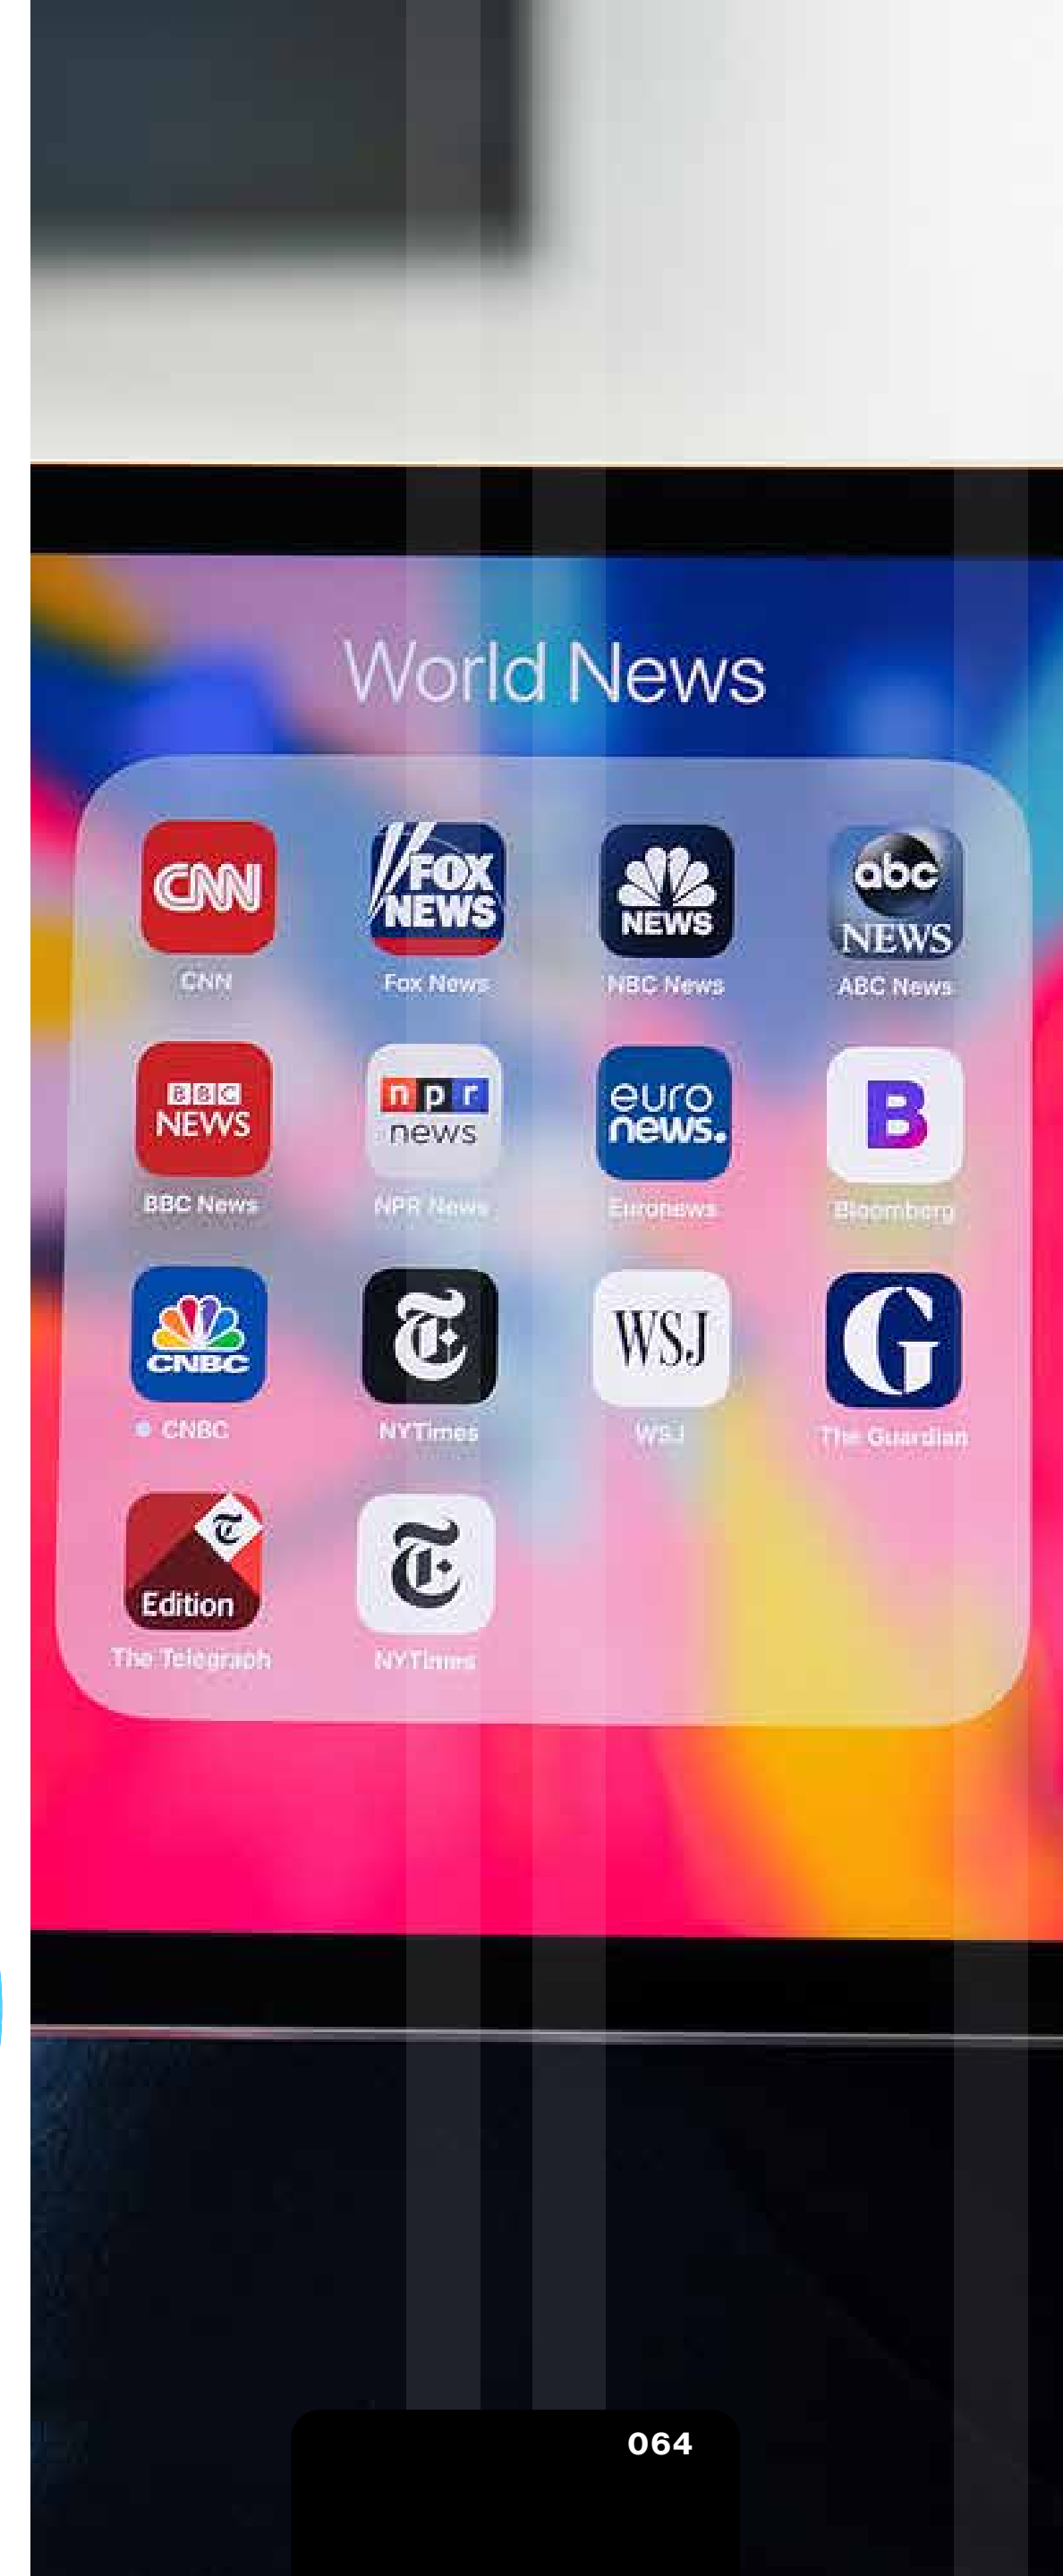 World News
CNN
FOX
NEWS
NEWS
abc
NEWS
CNN
Fox News
NBC News
ABC News
BBC
NEWS
npr
news
euro
news.
B
BBC News
NPR News
Euronews
Bloomberg
CNBC
T
WSJ
G
CNBC
NYTimes
WSJ
The Guardian
T
Edition
T
The Telegraph
NYTimes
064